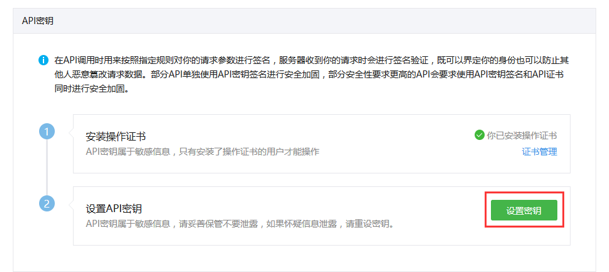 API密钥
在API调用时用来按照指定规则对你的请求参数进行签名，服务器收到你的请求时会进行签名验证，既可以界定你的身份也可以防止其
他人恶意篡改请求数据。部分API单独使用API密钥签名进行安全加固，部分安全性要求更高的API会要求使用API密钥签名和API证书
同时进行安全加固。
1
安装操作证书
你已安装操作证书
API密钥属于敏感信息，只有安装了操作证书的用户才能操作
证书管理
2
设置API密钥
设置密钥
API密钥属于敏感信息，请妥善保管不要泄露，如果怀疑信息泄露，请重设密钥。